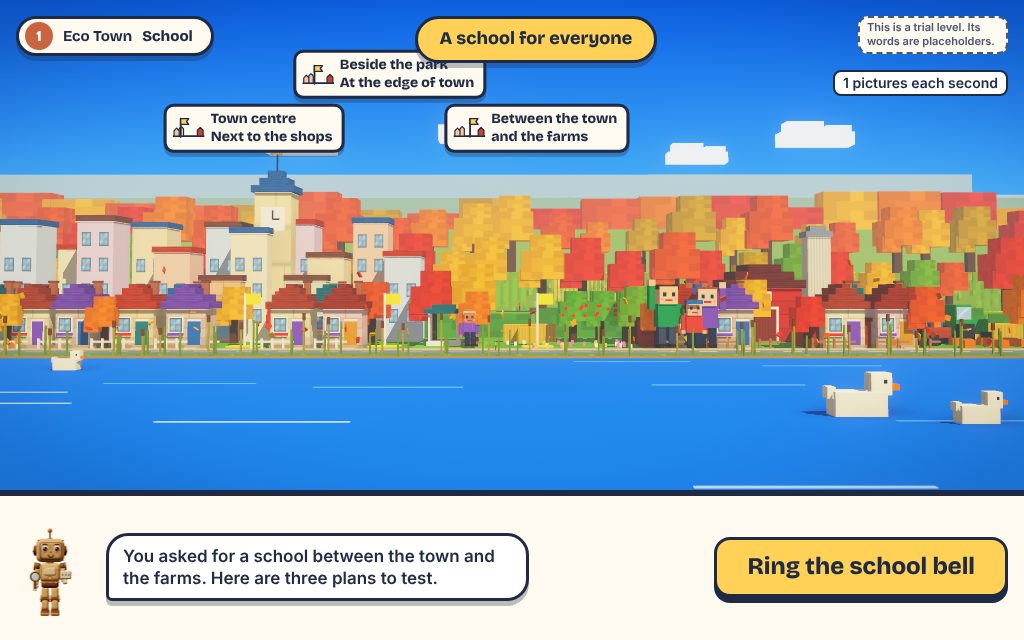 1 Eco Town School
A school for everyone
This is a trial level. Its
words are placeholders.
1 pictures each second
Beside the park
At the edge of town
Town centre
Next to the shops
Between the town
and the farms
You asked for a school between the town and
the farms. Here are three plans to test.
Ring the school bell